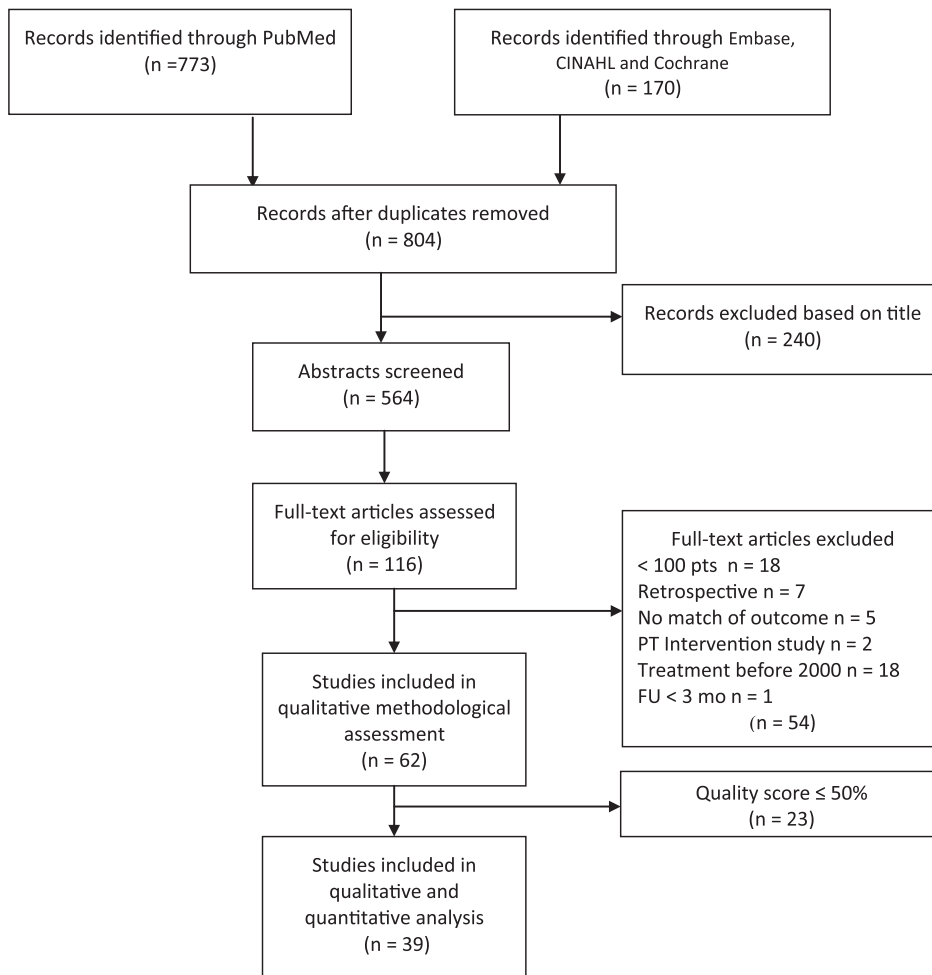 Records identified through PubMed
(n =773)
Records identified through Embase,
CINAHL and Cochrane
(n = 170)
Records after duplicates removed
(n = 804)
Records excluded based on title
(n = 240)
Abstracts screened
(n = 564)
Full-text articles assessed
for eligibility
(n = 116)
Full-text articles excluded
< 100 pts n = 18
Retrospective n = 7
No match of outcome n = 5
PT Intervention study n = 2
Treatment before 2000 n = 18
FU < 3 mo n = 1
(n = 54)
Studies included in
qualitative methodological
assessment
(n = 62)
Quality score ≤ 50%
(n = 23)
Studies included in
qualitative and
quantitative analysis
(n = 39)